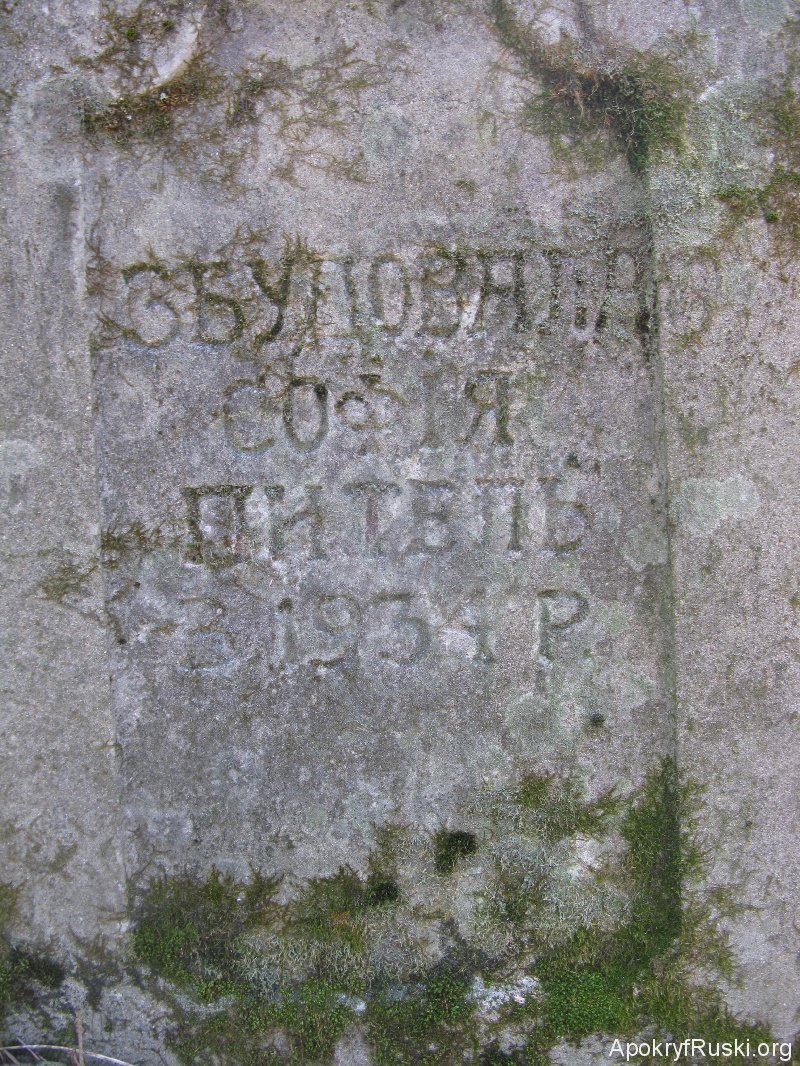 ЗБУДОВАЛА
СОФІЯ
ПИТЕЛЬ
З 1934 Р.
ApokryfRuski.org